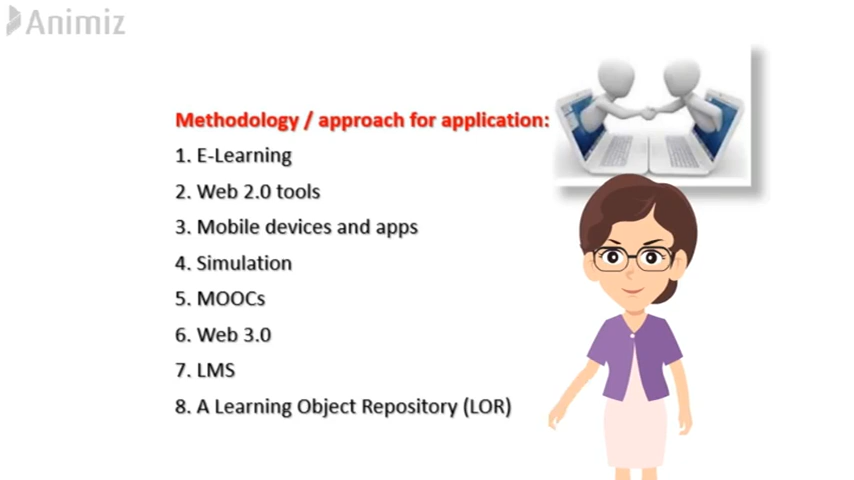 Animiz
Methodology / approach for application:
1. E-Learning
2. Web 2.0 tools
3. Mobile devices and apps
4. Simulation
5. MOOCs
6. Web 3.0
7. LMS
8. A Learning Object Repository (LOR)